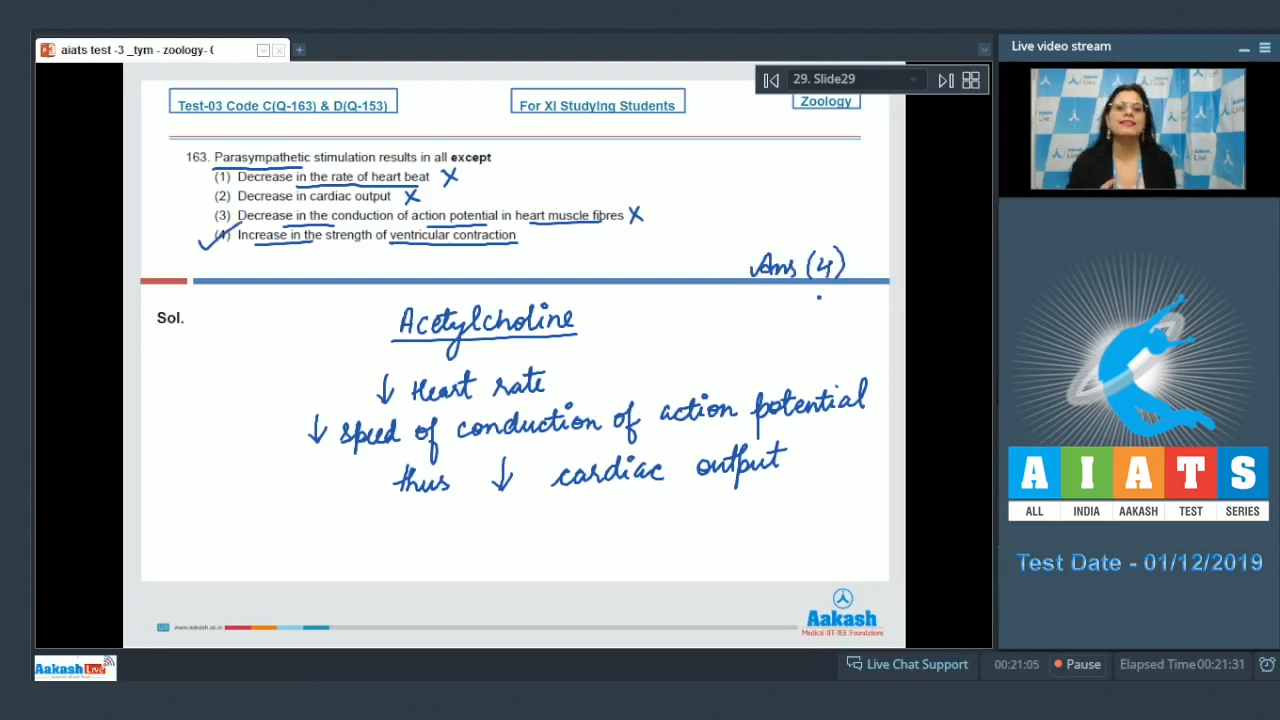 aiats test -3 _tym - zoology- (
Live video stream
29. Slide29
Test-03 Code C(Q-163) & D(Q-153)
For XI Studying Students
Zoology
163. Parasympathetic stimulation results in all except
(1) Decrease in the rate of heart beat X
(2) Decrease in cardiac output X
(3) Decrease in the conduction of action potential in heart muscle fibres X
(4) Increase in the strength of ventricular contraction
Ans (4)
Sol.
Acetylcholine
↓ Heart rate
↓ speed of conduction of action potential
thus ↓ cardiac output
A I A T S
ALL INDIA AAKASH TEST SERIES
Test Date - 01/12/2019
www.aakash.ac.in
Aakash
Medical|IIT-JEE|Foundations
Aakash Live
Live Chat Support
00:21:05
Pause
Elapsed Time 00:21:31